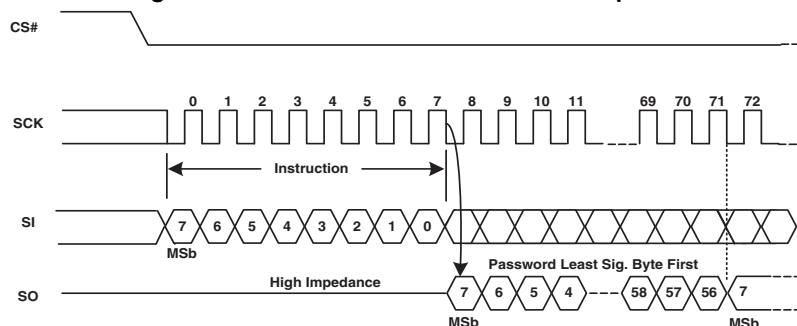 CS#
0 1 2 3 4 5 6 7 8 9 10 11 69 70 71 72
SCK
Instruction
SI 7 6 5 4 3 2 1 0
MSb
High Impedance Password Least Sig. Byte First
SO 7 6 5 4 58 57 56 7
MSb MSb